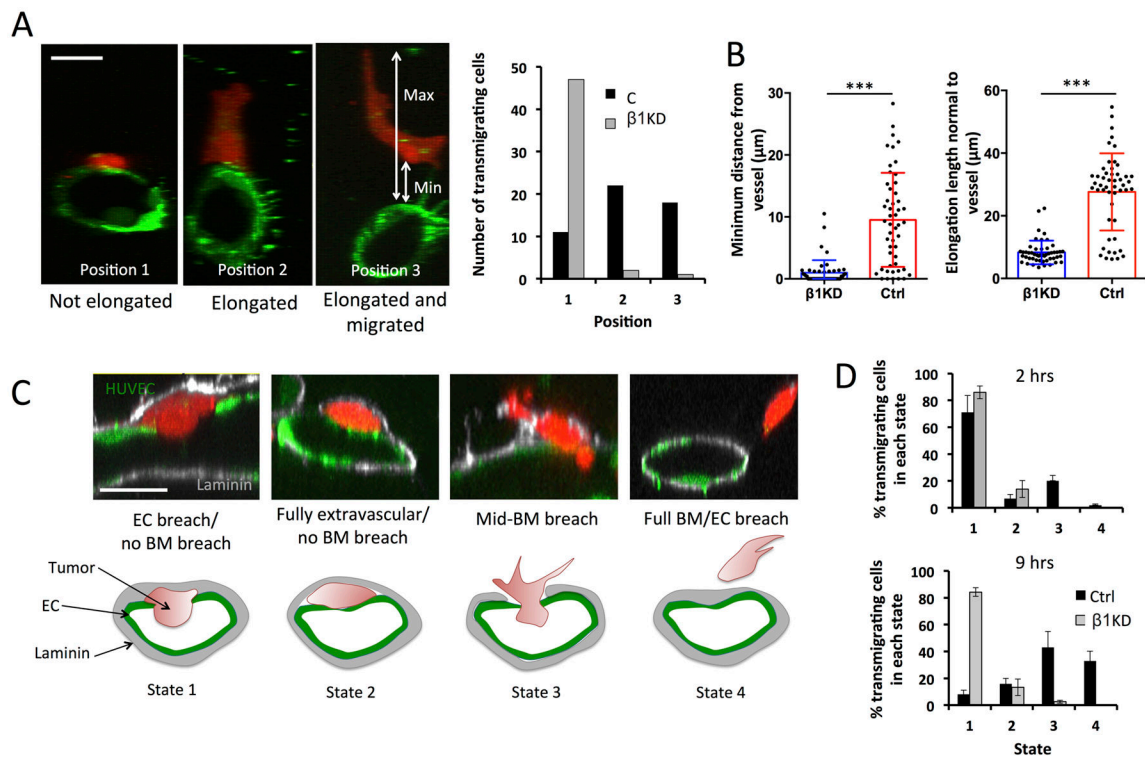 A
Max
Min
Position 1
Position 2
Position 3
Not elongated
Elongated
Elongated and
migrated
Number of transmigrating cells
50
40
30
20
10
0
C
β1KD
1 2 3
Position
B
Minimum distance from
vessel (μm)
30
20
10
0
***
β1KD Ctrl
Elongation length normal to
vessel (μm)
60
40
20
0
***
β1KD Ctrl
C
HUVEC
Laminin
EC breach/
no BM breach
Fully extravascular/
no BM breach
Mid-BM breach
Full BM/EC breach
Tumor
EC
Laminin
State 1
State 2
State 3
State 4
D
2 hrs
% transmigrating cells
in each state
100
80
60
40
20
0
1 2 3 4
9 hrs
% transmigrating cells
in each state
100
80
60
40
20
0
Ctrl
β1KD
1 2 3 4
State